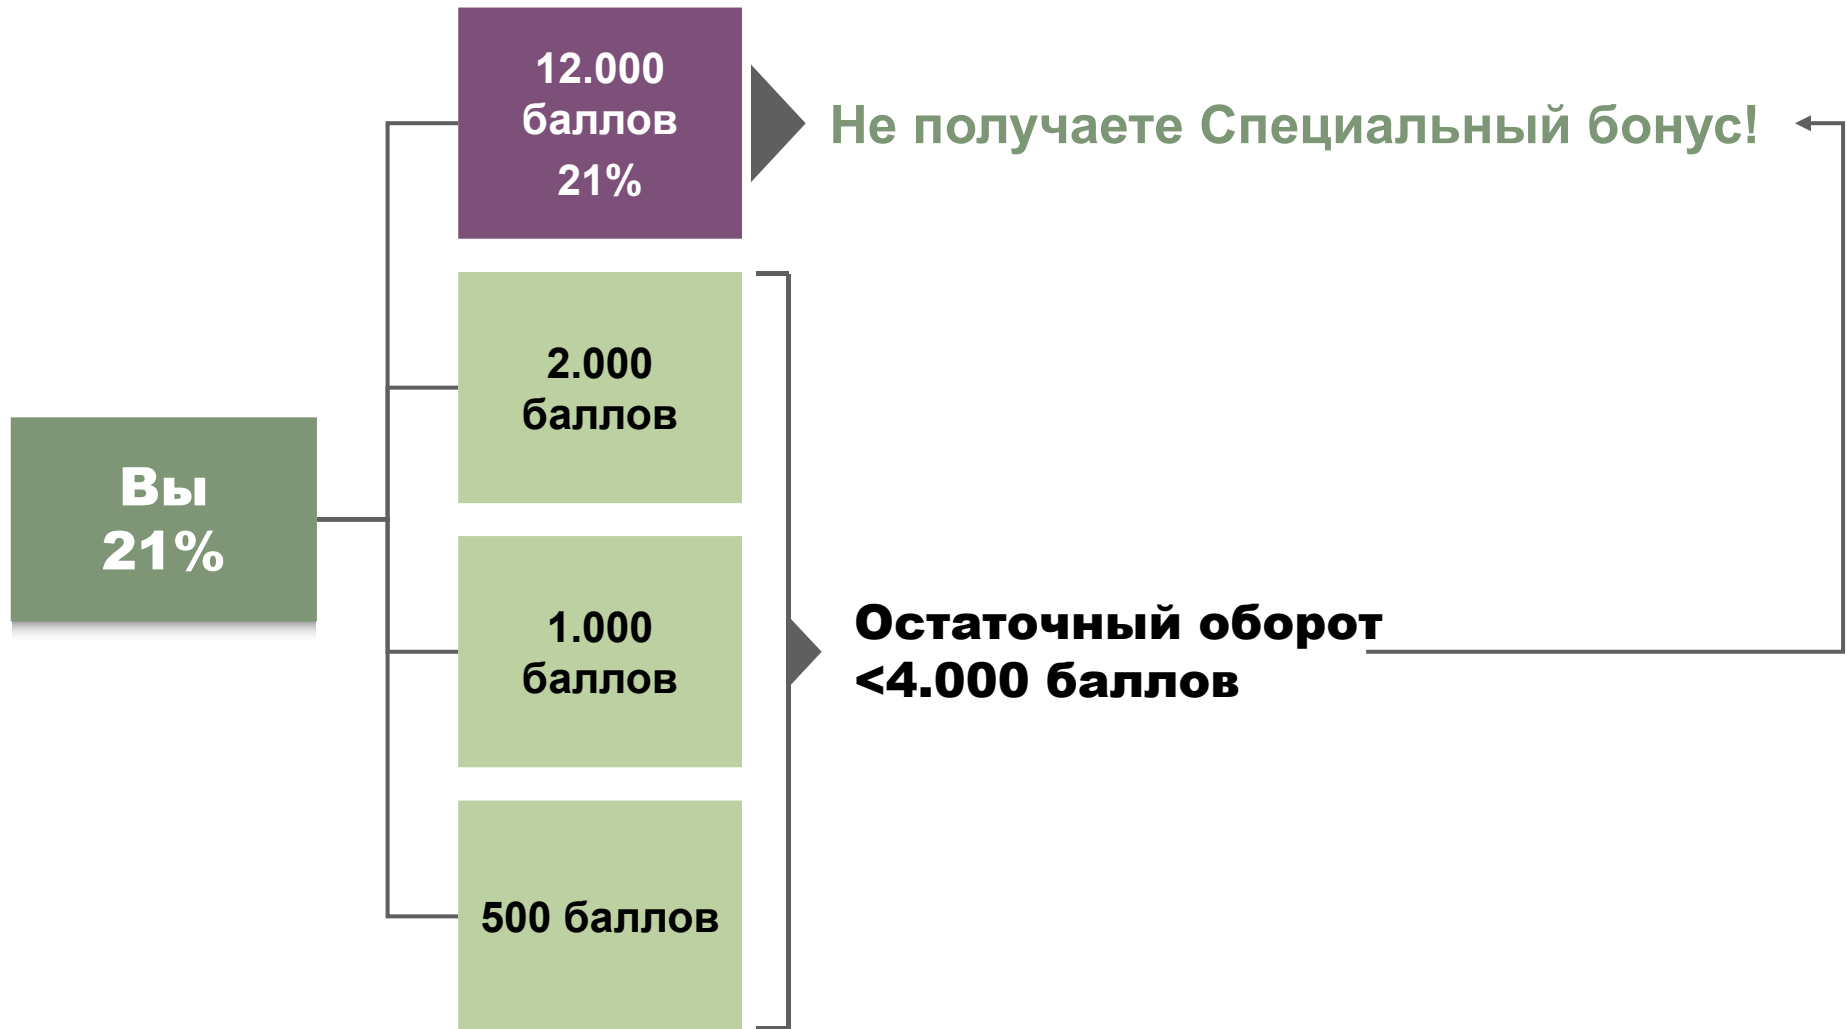 12.000
баллов
21%
Не получаете Специальный бонус!
2.000
баллов
Вы
21%
1.000
баллов
Остаточный оборот
<4.000 баллов
500 баллов